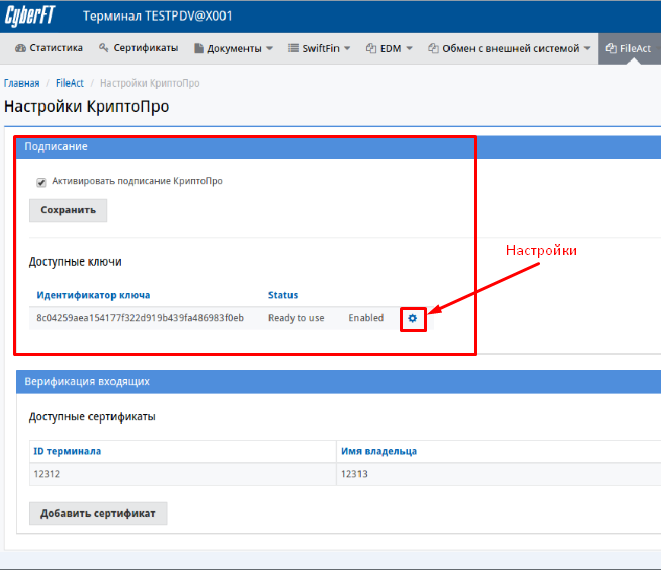 CyberFT Терминал TESTPDV@X001
Статистика Сертификаты Документы SwiftFin EDM Обмен с внешней системой FileAct
Главная / FileAct / Настройки КриптоПро
Настройки КриптоПро
Подписание
Активировать подписание КриптоПро
Сохранить
Настройки
Доступные ключи
Идентификатор ключа Status
8c04259aea154177f322d919b439fa486983f0eb Ready to use Enabled
Верификация входящих
Доступные сертификаты
ID терминала Имя владельца
12312 12313
Добавить сертификат